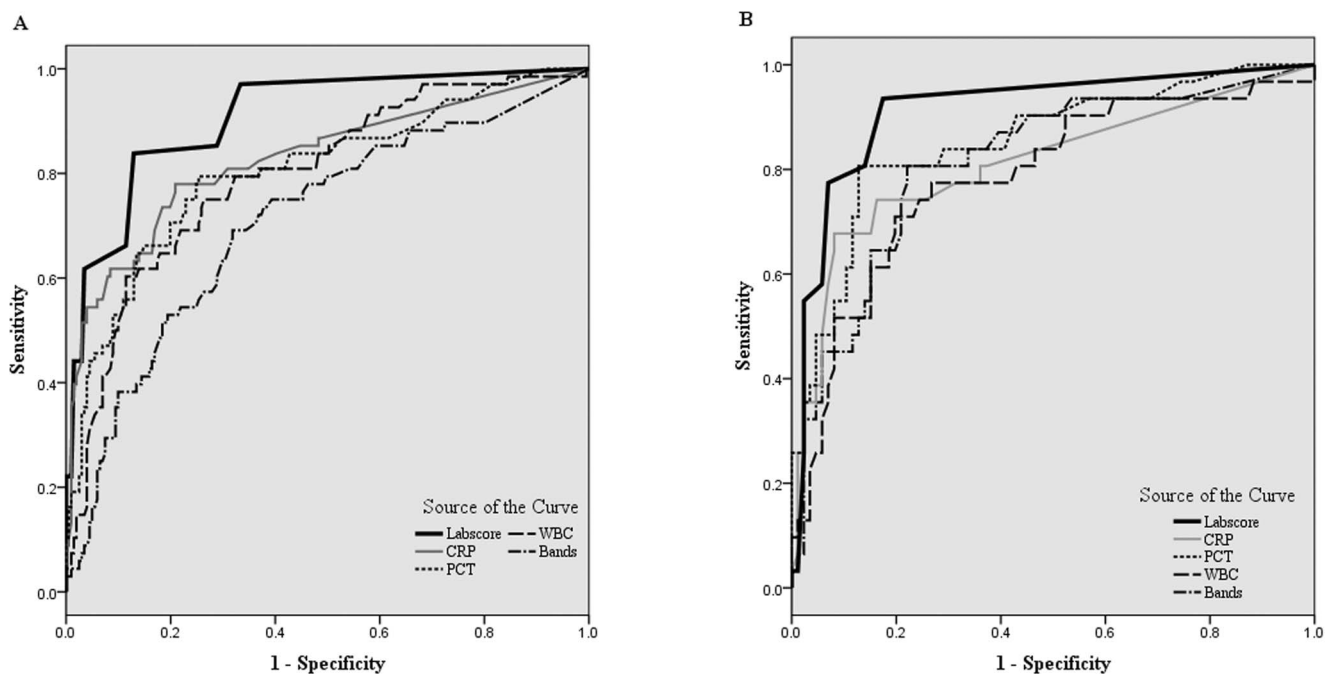 A
1.0
0.8
0.6
0.4
0.2
0.0
Sensitivity
0.0 0.2 0.4 0.6 0.8 1.0
1 - Specificity
Source of the Curve
Labscore WBC
CRP Bands
PCT
B
1.0
0.8
0.6
0.4
0.2
0.0
Sensitivity
0.0 0.2 0.4 0.6 0.8 1.0
1 - Specificity
Source of the Curve
Labscore
CRP
PCT
WBC
Bands